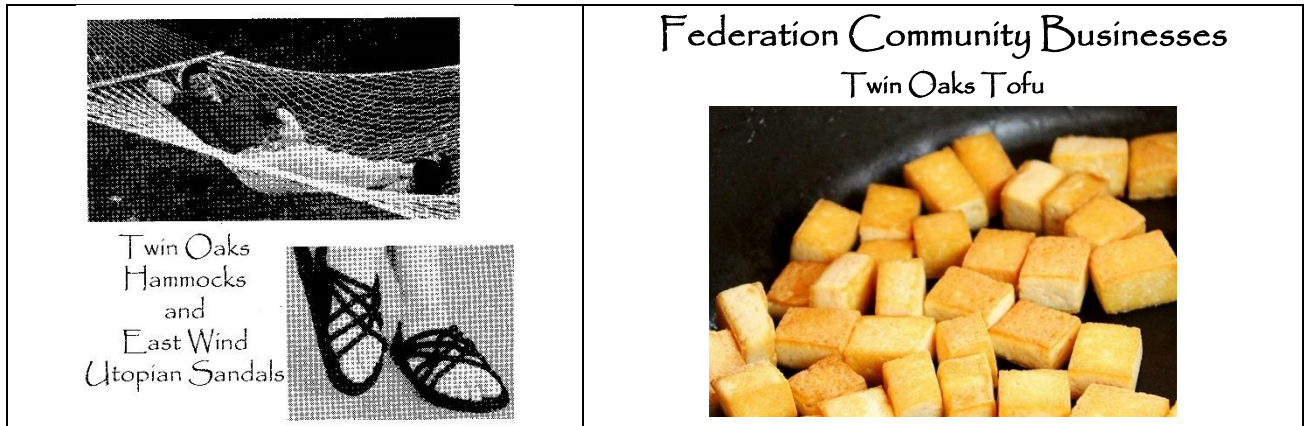 Twin Oaks
Hammocks
and
East Wind
Utopian Sandals
Federation Community Businesses
Twin Oaks Tofu